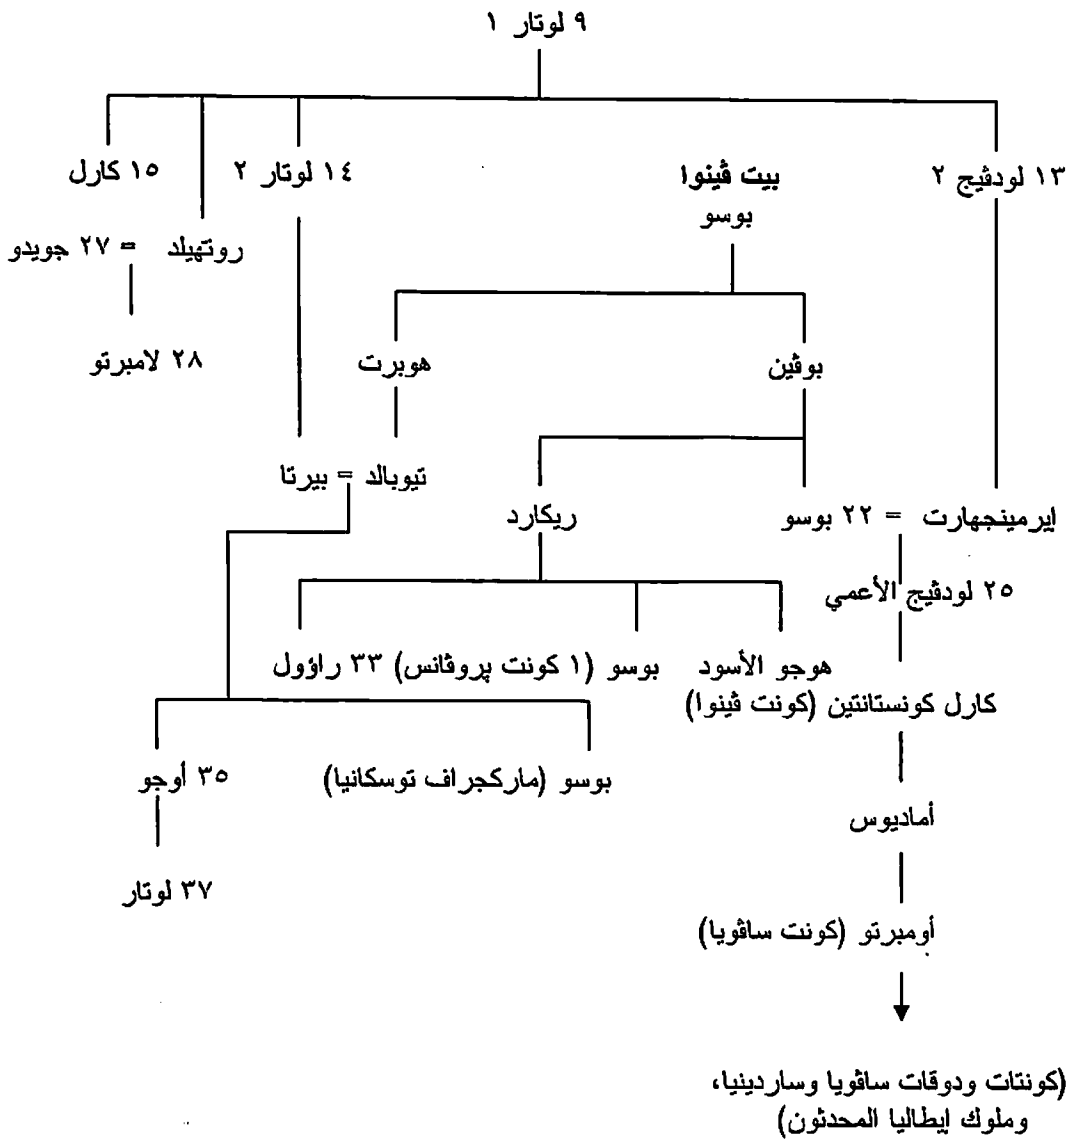 ٩ لوتار ١
١٣ لودڤيج ٢
بيت ڤينوا
بوسو
١٤ لوتار ٢
١٥ كارل
روتهيلد = ٢٧ جويدو
بوڤين
هوبرت
٢٨ لامبرتو
تيوبالد = بيرتا
إيرمينجهارت = ٢٢ بوسو
ريكارد
٢٥ لودڤيج الأعمي
هوجو الأسود
بوسو (١ كونت پروڤانس)
٣٣ راؤول
كارل كونستانتين (كونت ڤينوا)
بوسو (ماركجراف توسكانيا)
٣٥ أوجو
أماديوس
٣٧ لوتار
أومبرتو (كونت ساڤويا)
(كونتات ودوقات ساڤويا وساردينيا،
وملوك إيطاليا المحدثون)